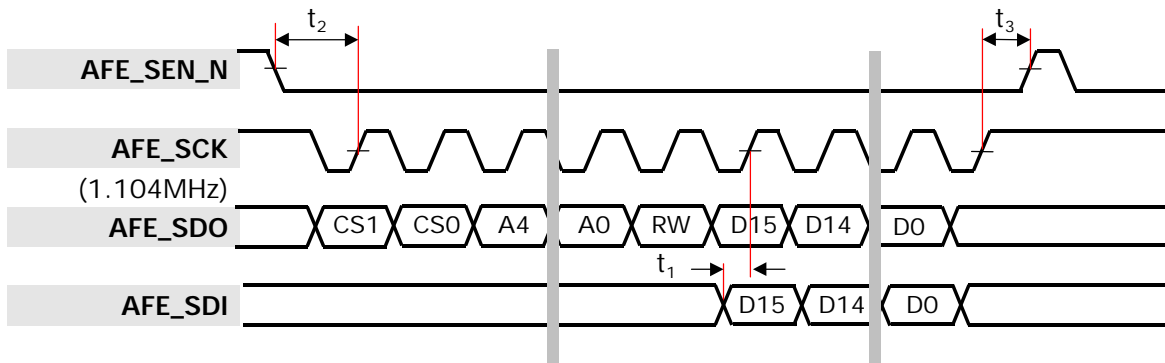 t2 t3
AFE_SEN_N
AFE_SCK
(1.104MHz)
AFE_SDO CS1 CS0 A4 A0 RW D15 D14 D0
t1
AFE_SDI D15 D14 D0